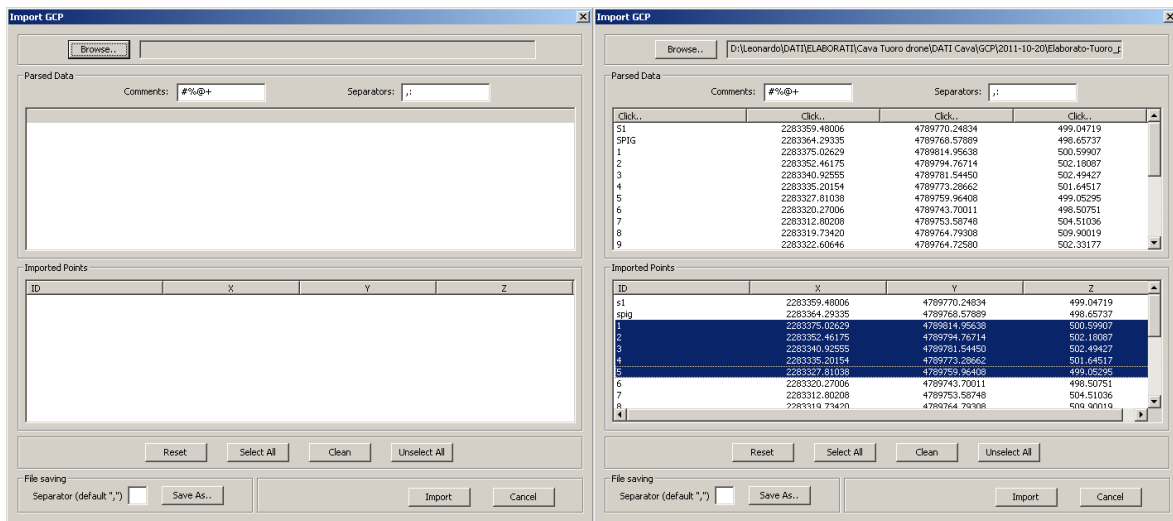 Import GCP
Browse..
Parsed Data
Comments: #%@+ Separators: ,;
Imported Points
ID X Y Z
Reset Select All Clean Unselect All
File saving
Separator (default ",") Save As.. Import Cancel
Import GCP
Browse.. D:\Leonardo\DATI\ELABORATI\Cava Tuoro drone\DATI Cava\GCP\2011-10-20\Elaborato-Tuoro_p
Parsed Data
Comments: #%@+ Separators: ,;
Click.. Click.. Click.. Click..
S1 2283359.48006 4789770.24834 499.04719
SPIG 2283364.29335 4789768.57889 498.65737
1 2283375.02629 4789814.95638 500.59907
2 2283352.46175 4789794.76714 502.18087
3 2283340.92555 4789781.54450 502.49427
4 2283335.20154 4789773.28662 501.64517
5 2283327.81038 4789759.96408 499.05295
6 2283320.27006 4789743.70011 498.50751
7 2283312.80208 4789753.58748 504.51036
8 2283319.73420 4789764.79308 509.90019
9 2283322.60646 4789764.72580 502.33177
Imported Points
ID X Y Z
s1 2283359.48006 4789770.24834 499.04719
spig 2283364.29335 4789768.57889 498.65737
1 2283375.02629 4789814.95638 500.59907
2 2283352.46175 4789794.76714 502.18087
3 2283340.92555 4789781.54450 502.49427
4 2283335.20154 4789773.28662 501.64517
5 2283327.81038 4789759.96408 499.05295
6 2283320.27006 4789743.70011 498.50751
7 2283312.80208 4789753.58748 504.51036
8 2283319.73420 4789764.79308 509.90019
Reset Select All Clean Unselect All
File saving
Separator (default ",") Save As.. Import Cancel